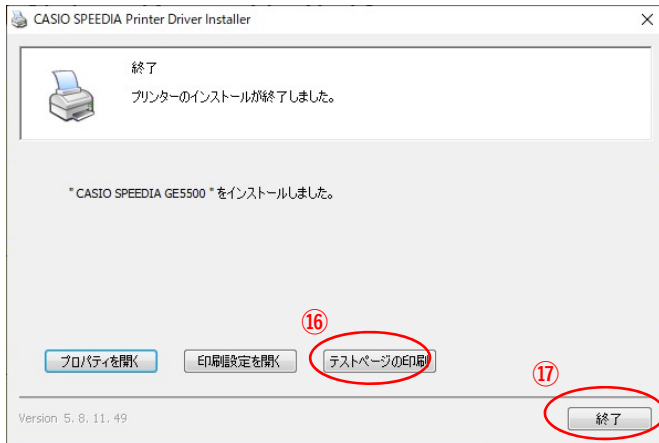 CASIO SPEEDIA Printer Driver Installer
終了
プリンターのインストールが終了しました。
" CASIO SPEEDIA GE5500 " をインストールしました。
⑯
プロパティを開く 印刷設定を開く テストページの印刷
⑰
Version 5. 8. 11. 49 終了